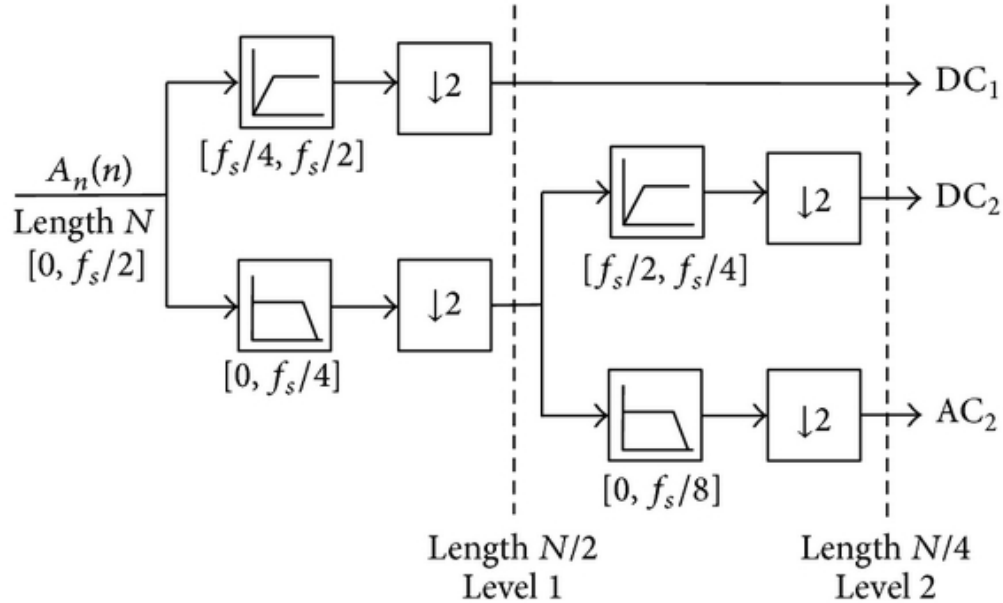 DC₁
↓2
[fₛ/4, fₛ/2]
Aₙ(n)
Length N
[0, fₛ/2]
DC₂
↓2
[fₛ/2, fₛ/4]
↓2
[0, fₛ/4]
AC₂
↓2
[0, fₛ/8]
Length N/2
Level 1
Length N/4
Level 2